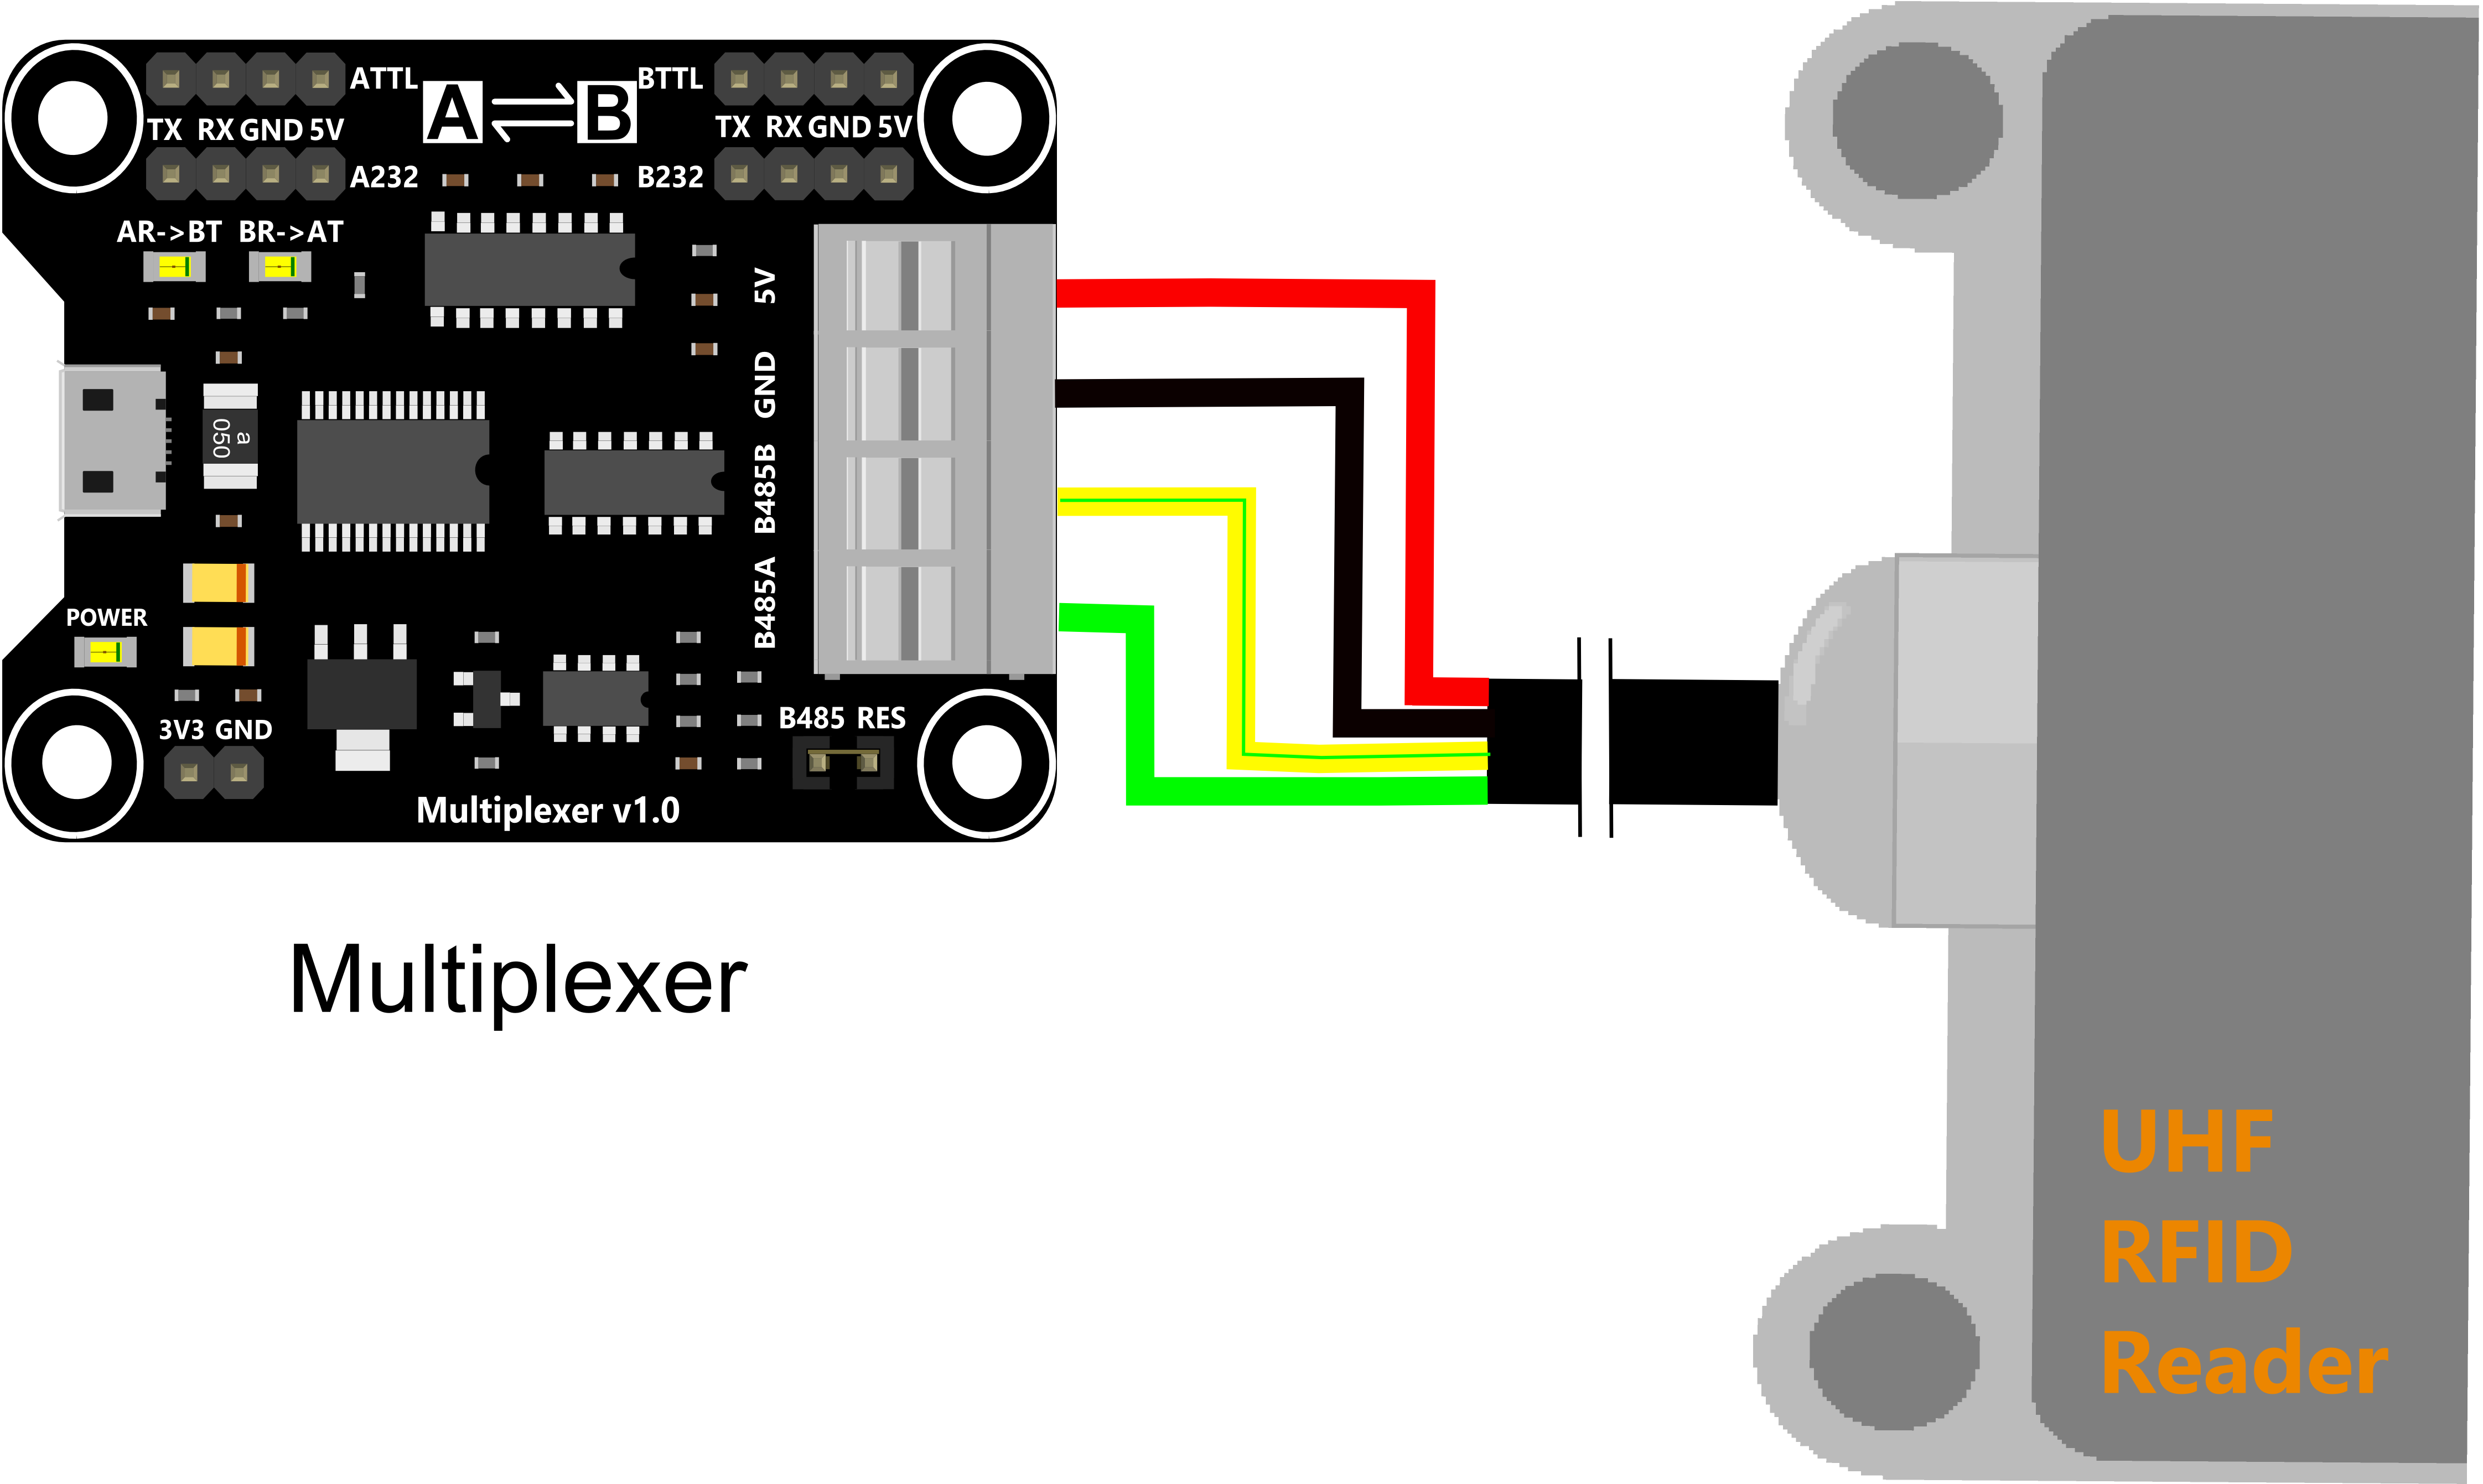 ATTL A B BTTL
TX RX GND 5V TX RX GND 5V
A232 B232
AR->BT BR->AT
5V
GND
B485B
B485A
a
050
POWER
3V3 GND
B485 RES
Multiplexer v1.0
Multiplexer
UHF
RFID
Reader